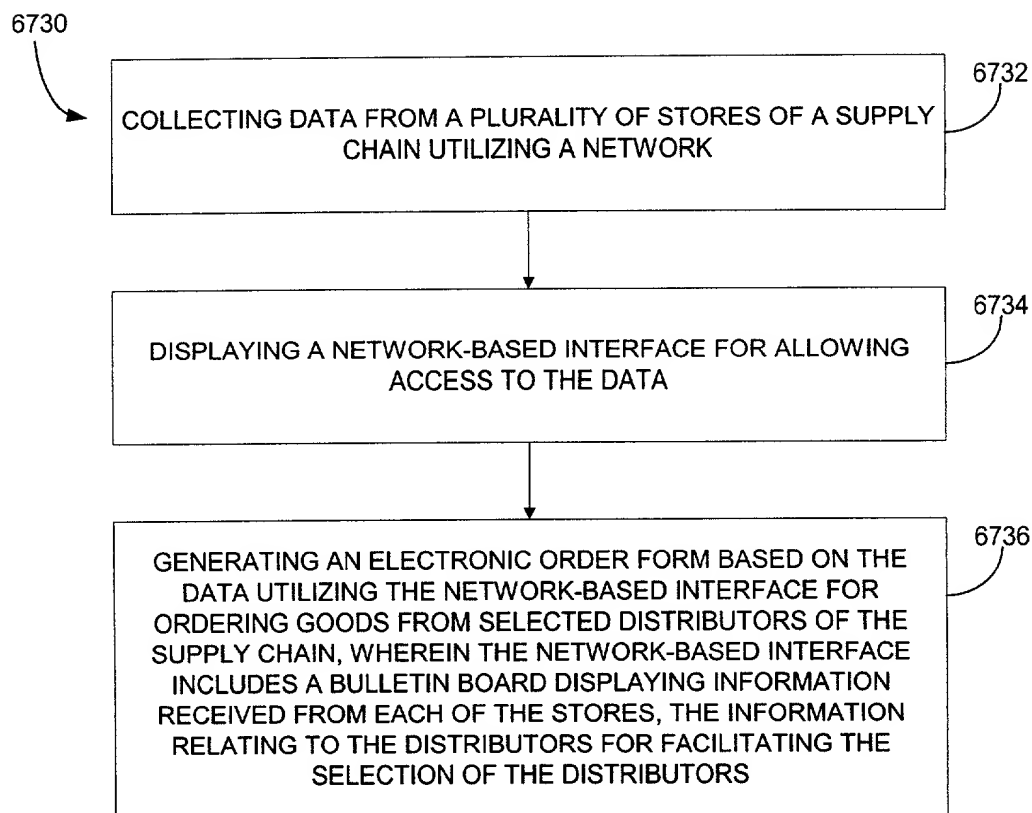 6730
6732
COLLECTING DATA FROM A PLURALITY OF STORES OF A SUPPLY
CHAIN UTILIZING A NETWORK
6734
DISPLAYING A NETWORK-BASED INTERFACE FOR ALLOWING
ACCESS TO THE DATA
6736
GENERATING AN ELECTRONIC ORDER FORM BASED ON THE
DATA UTILIZING THE NETWORK-BASED INTERFACE FOR
ORDERING GOODS FROM SELECTED DISTRIBUTORS OF THE
SUPPLY CHAIN, WHEREIN THE NETWORK-BASED INTERFACE
INCLUDES A BULLETIN BOARD DISPLAYING INFORMATION
RECEIVED FROM EACH OF THE STORES, THE INFORMATION
RELATING TO THE DISTRIBUTORS FOR FACILITATING THE
SELECTION OF THE DISTRIBUTORS